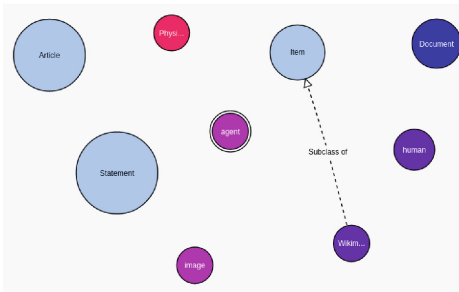 Physi...
Document
Item
Article
agent
human
Subclass of
Statement
Wikim...
image